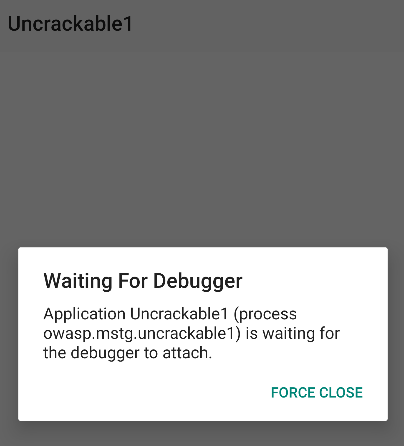 Uncrackable1
Waiting For Debugger
Application Uncrackable1 (process
owasp.mstg.uncrackable1) is waiting for
the debugger to attach.
FORCE CLOSE